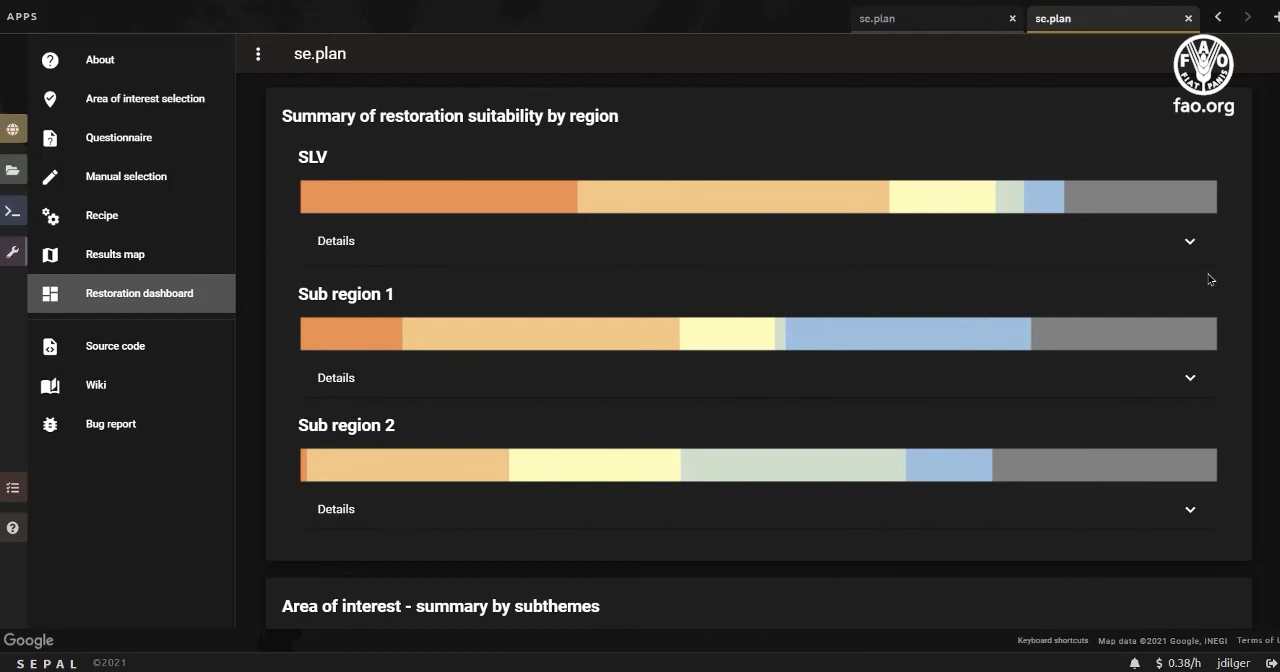 APPS
se.plan
se.plan
FAO
FIAT PANIS
fao.org
se.plan
About
Area of interest selection
Questionnaire
Manual selection
Recipe
Results map
Restoration dashboard
Source code
Wiki
Bug report
Summary of restoration suitability by region
SLV
Details
Sub region 1
Details
Sub region 2
Details
Area of interest - summary by subthemes
Google
Keyboard shortcuts
Map data ©2021 Google, INEGI
Terms of U
SEPAL ©2021
$ 0.38/h
jdilger